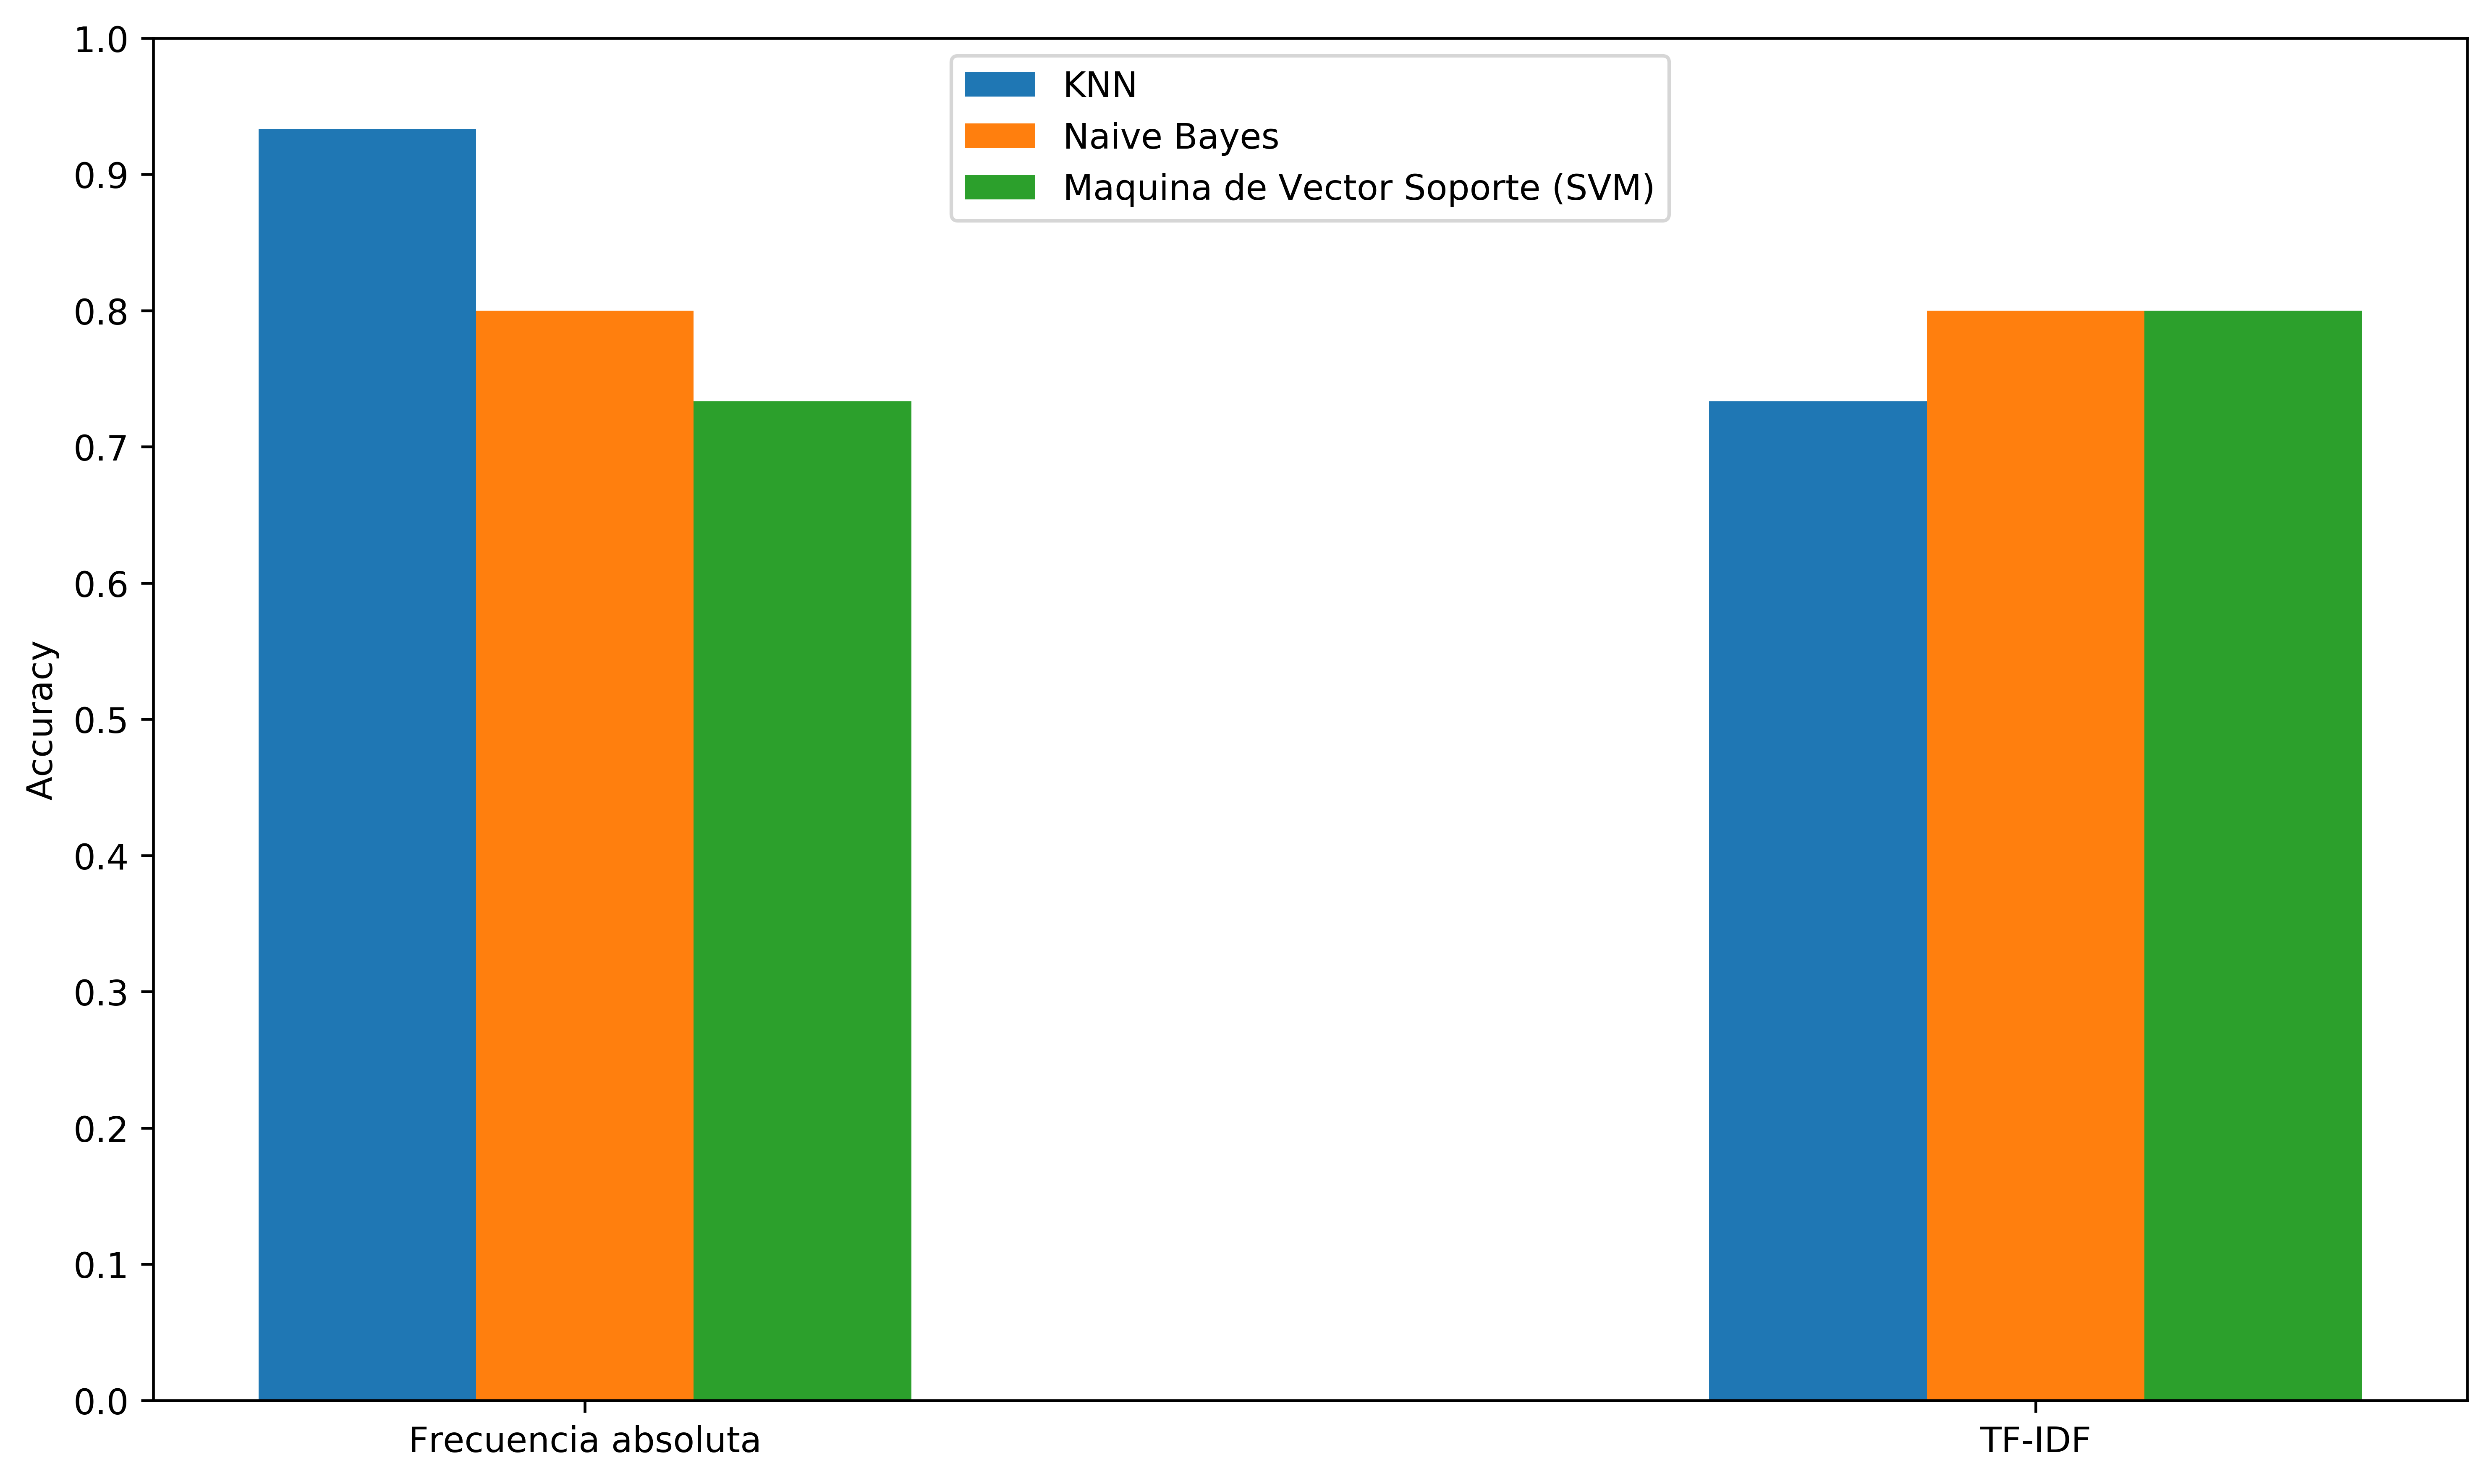 KNN
Naive Bayes
Maquina de Vector Soporte (SVM)
Accuracy
1.0
0.9
0.8
0.7
0.6
0.5
0.4
0.3
0.2
0.1
0.0
Frecuencia absoluta
TF-IDF